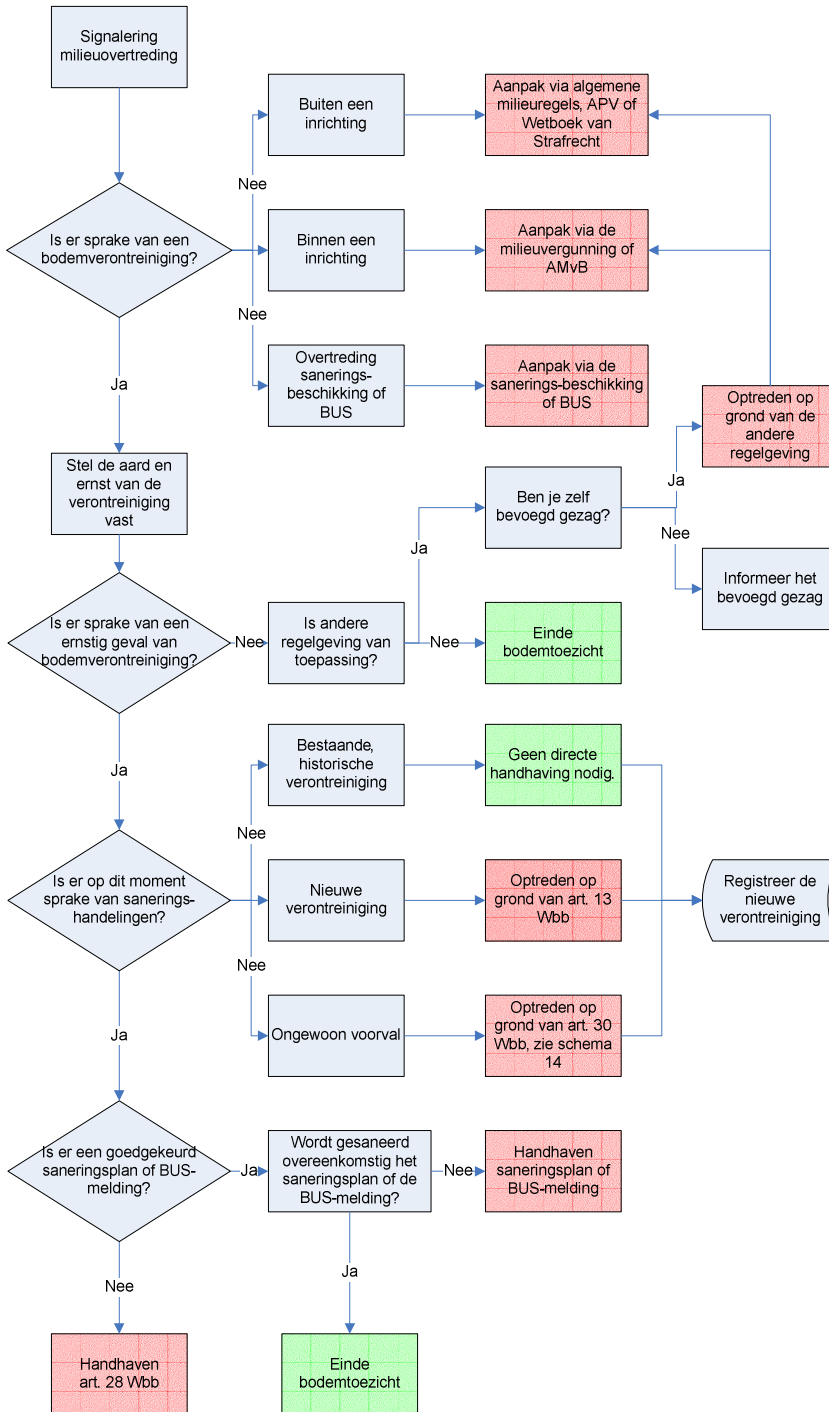 Signalering
milieuovertreding
Buiten een
inrichting
Aanpak via algemene
milieuregels, APV of
Wetboek van
Strafrecht
Nee
Is er sprake van een
bodemverontreiniging?
Binnen een
inrichting
Aanpak via de
milieuvergunning of
AMvB
Nee
Overtreding
sanerings-
beschikking of
BUS
Aanpak via de
sanerings-beschikking
of BUS
Ja
Optreden op
grond van de
andere
regelgeving
Stel de aard en
ernst van de
verontreiniging
vast
Ben je zelf
bevoegd gezag?
Ja
Nee
Ja
Informeer het
bevoegd gezag
Is er sprake van een
ernstig geval van
bodemverontreiniging?
Nee
Is andere
regelgeving van
toepassing?
Nee
Einde
bodemtoezicht
Ja
Bestaande,
historische
verontreiniging
Geen directe
handhaving nodig.
Nee
Is er op dit moment
sprake van sanerings-
handelingen?
Nieuwe
verontreiniging
Optreden op
grond van art. 13
Wbb
Registreer de
nieuwe
verontreiniging
Nee
Ja
Ongewoon voorval
Optreden op
grond van art. 30
Wbb, zie schema
14
Is er een goedgekeurd
saneringsplan of BUS-
melding?
Ja
Wordt gesaneerd
overeenkomstig het
saneringsplan of de
BUS-melding?
Nee
Handhaven
saneringsplan of
BUS-melding
Nee
Ja
Handhaven
art. 28 Wbb
Einde
bodemtoezicht